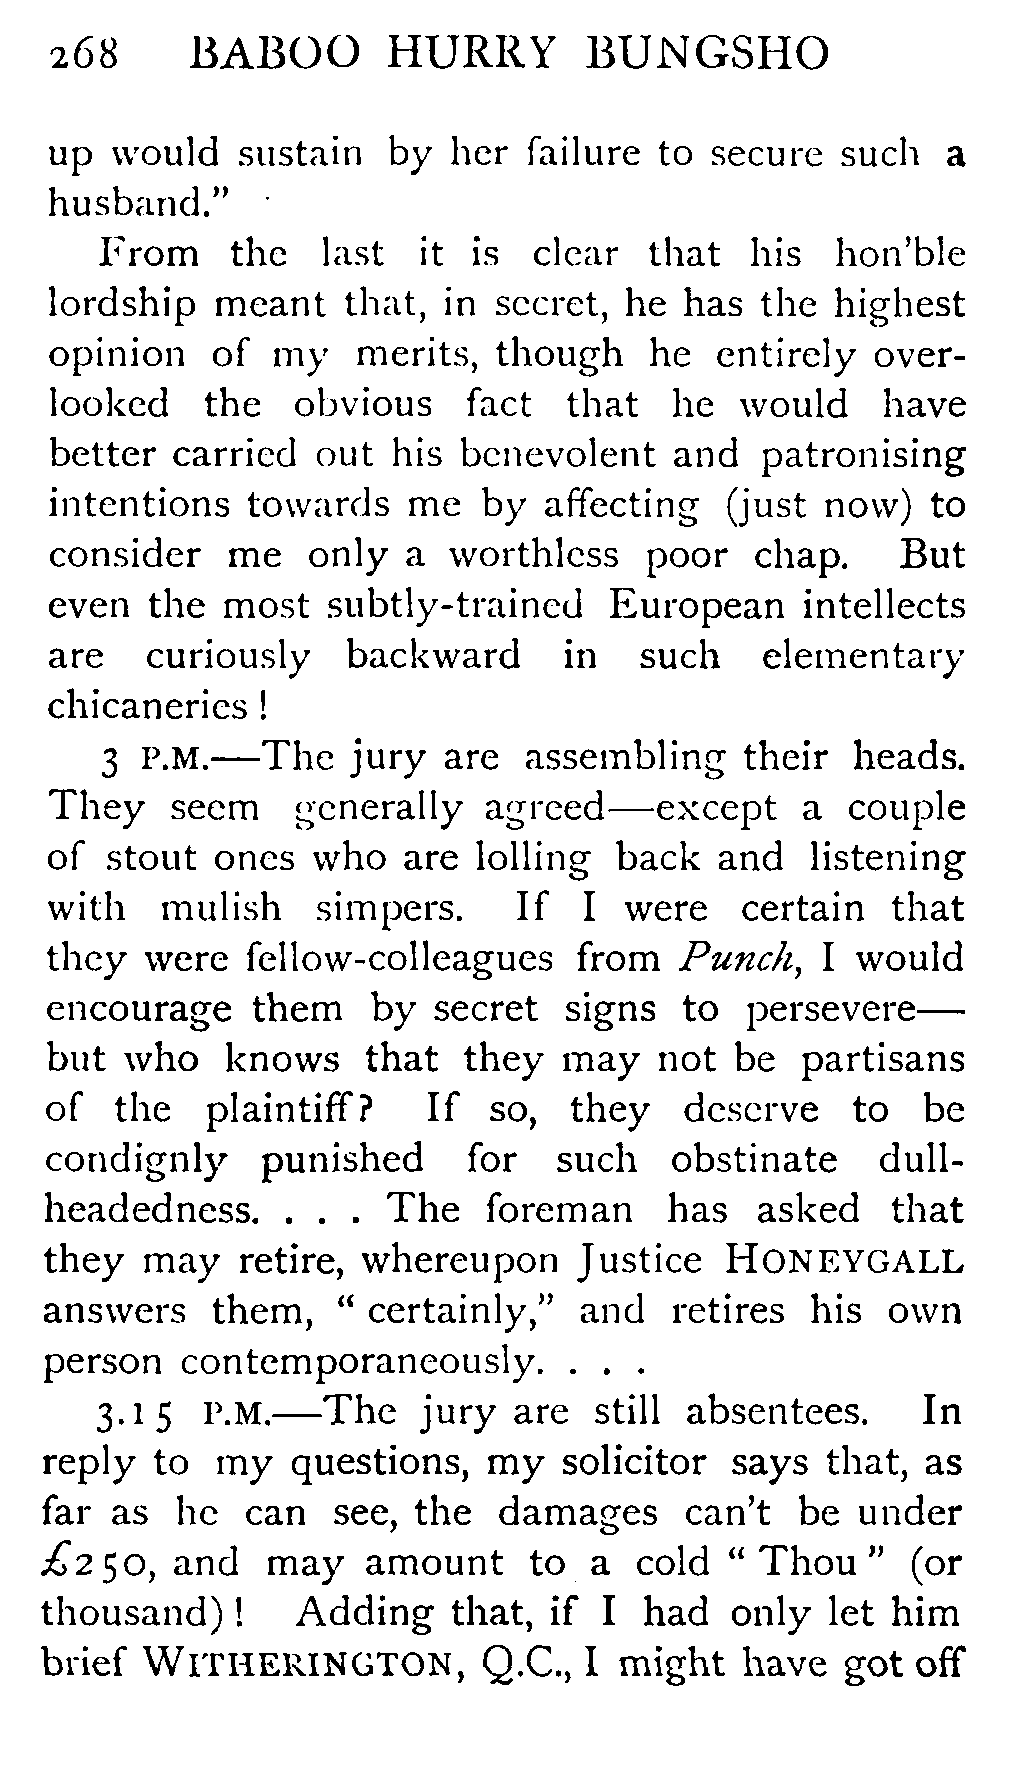 268 BABOO HURRY BUNGSHO
up would sustain by her failure to secure such a
husband."
From the last it is clear that his hon'ble
lordship meant that, in secret, he has the highest
opinion of my merits, though he entirely over-
looked the obvious fact that he would have
better carried out his benevolent and patronising
intentions towards me by affecting (just now) to
consider me only a worthless poor chap. But
even the most subtly-trained European intellects
are curiously backward in such elementary
chicaneries!
3 P.M.—The jury are assembling their heads.
They seem generally agreed—except a couple
of stout ones who are lolling back and listening
with mulish simpers. If I were certain that
they were fellow-colleagues from Punch, I would
encourage them by secret signs to persevere—
but who knows that they may not be partisans
of the plaintiff? If so, they deserve to be
condignly punished for such obstinate dull-
headedness. . . . The foreman has asked that
they may retire, whereupon Justice HONEYGALL
answers them, "certainly," and retires his own
person contemporaneously. . . .
3.15 P.M.—The jury are still absentees. In
reply to my questions, my solicitor says that, as
far as he can see, the damages can't be under
£250, and may amount to a cold "Thou" (or
thousand)! Adding that, if I had only let him
brief WITHERINGTON, Q.C., I might have got off